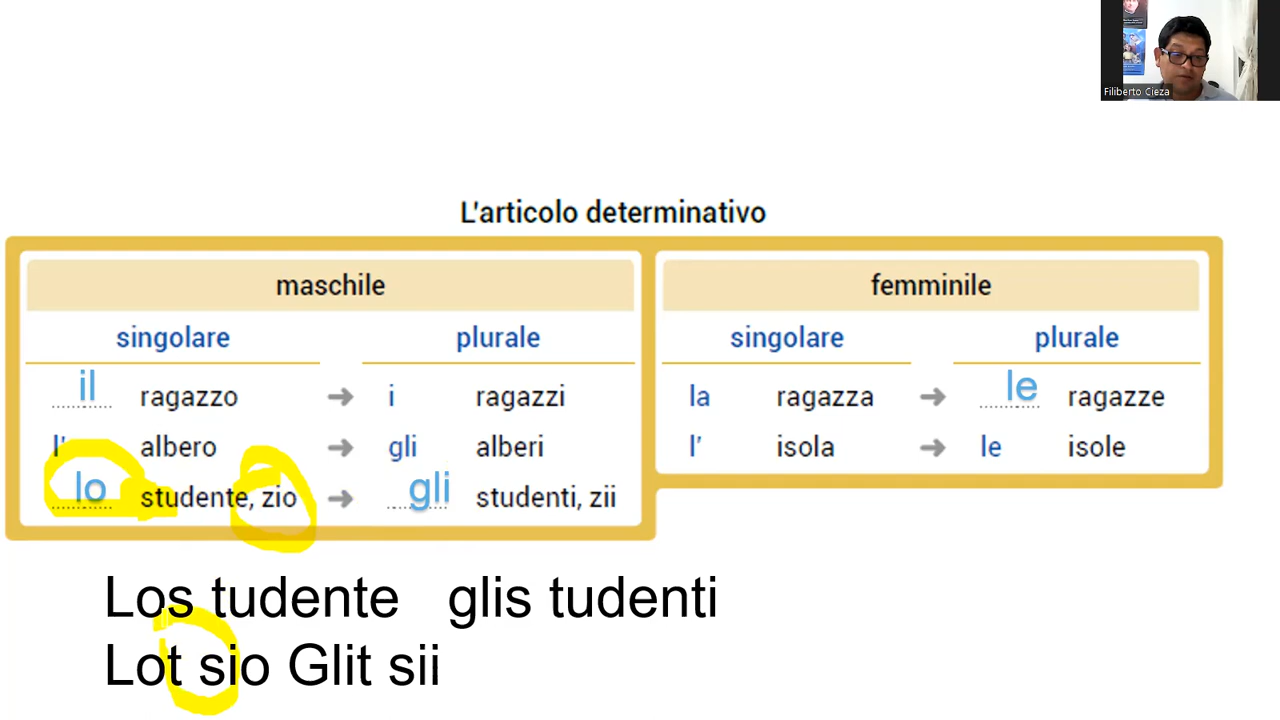 Filiberto Cieza
L'articolo determinativo
maschile
femminile
singolare plurale
singolare plurale
il ragazzo → i ragazzi
la ragazza → le ragazze
l' albero → gli alberi
l' isola → le isole
lo studente, zio → gli studenti, zii
Los tudente glis tudenti
Lot sio Glit sii